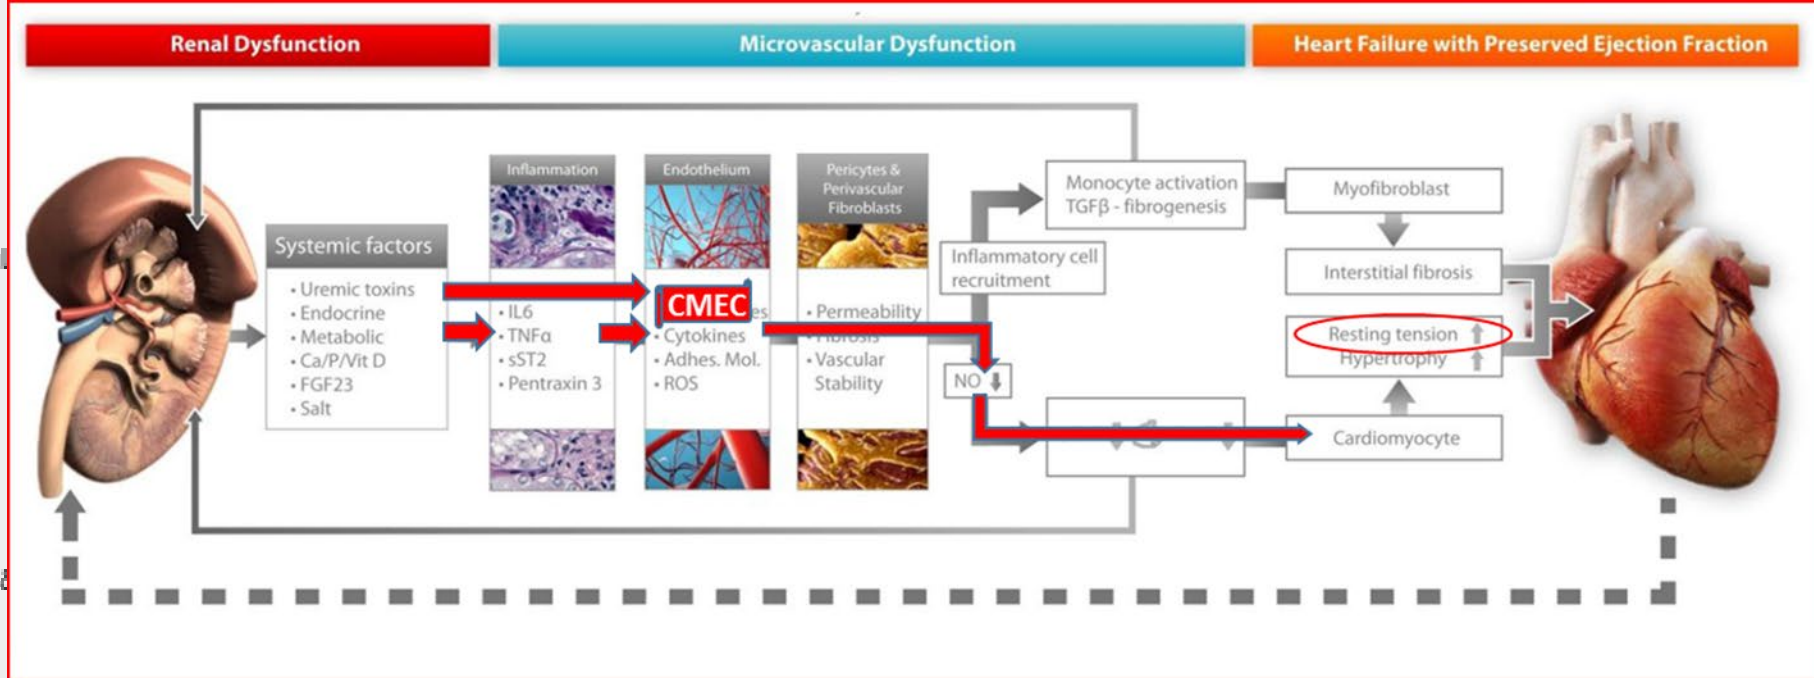 Renal Dysfunction
Microvascular Dysfunction
Heart Failure with Preserved Ejection Fraction
Systemic factors
• Uremic toxins
• Endocrine
• Metabolic
• Ca/P/Vit D
• FGF23
• Salt
Inflammation
• IL6
• TNFα
• sST2
• Pentraxin 3
Endothelium
CMEC
es
• Cytokines
• Adhes. Mol.
• ROS
Pericytes &
Perivascular
Fibroblasts
• Permeability
• Fibrosis
• Vascular
Stability
Inflammatory cell
recruitment
NO
Monocyte activation
TGFβ - fibrogenesis
Myofibroblast
Interstitial fibrosis
Resting tension
Hypertrophy
Cardiomyocyte